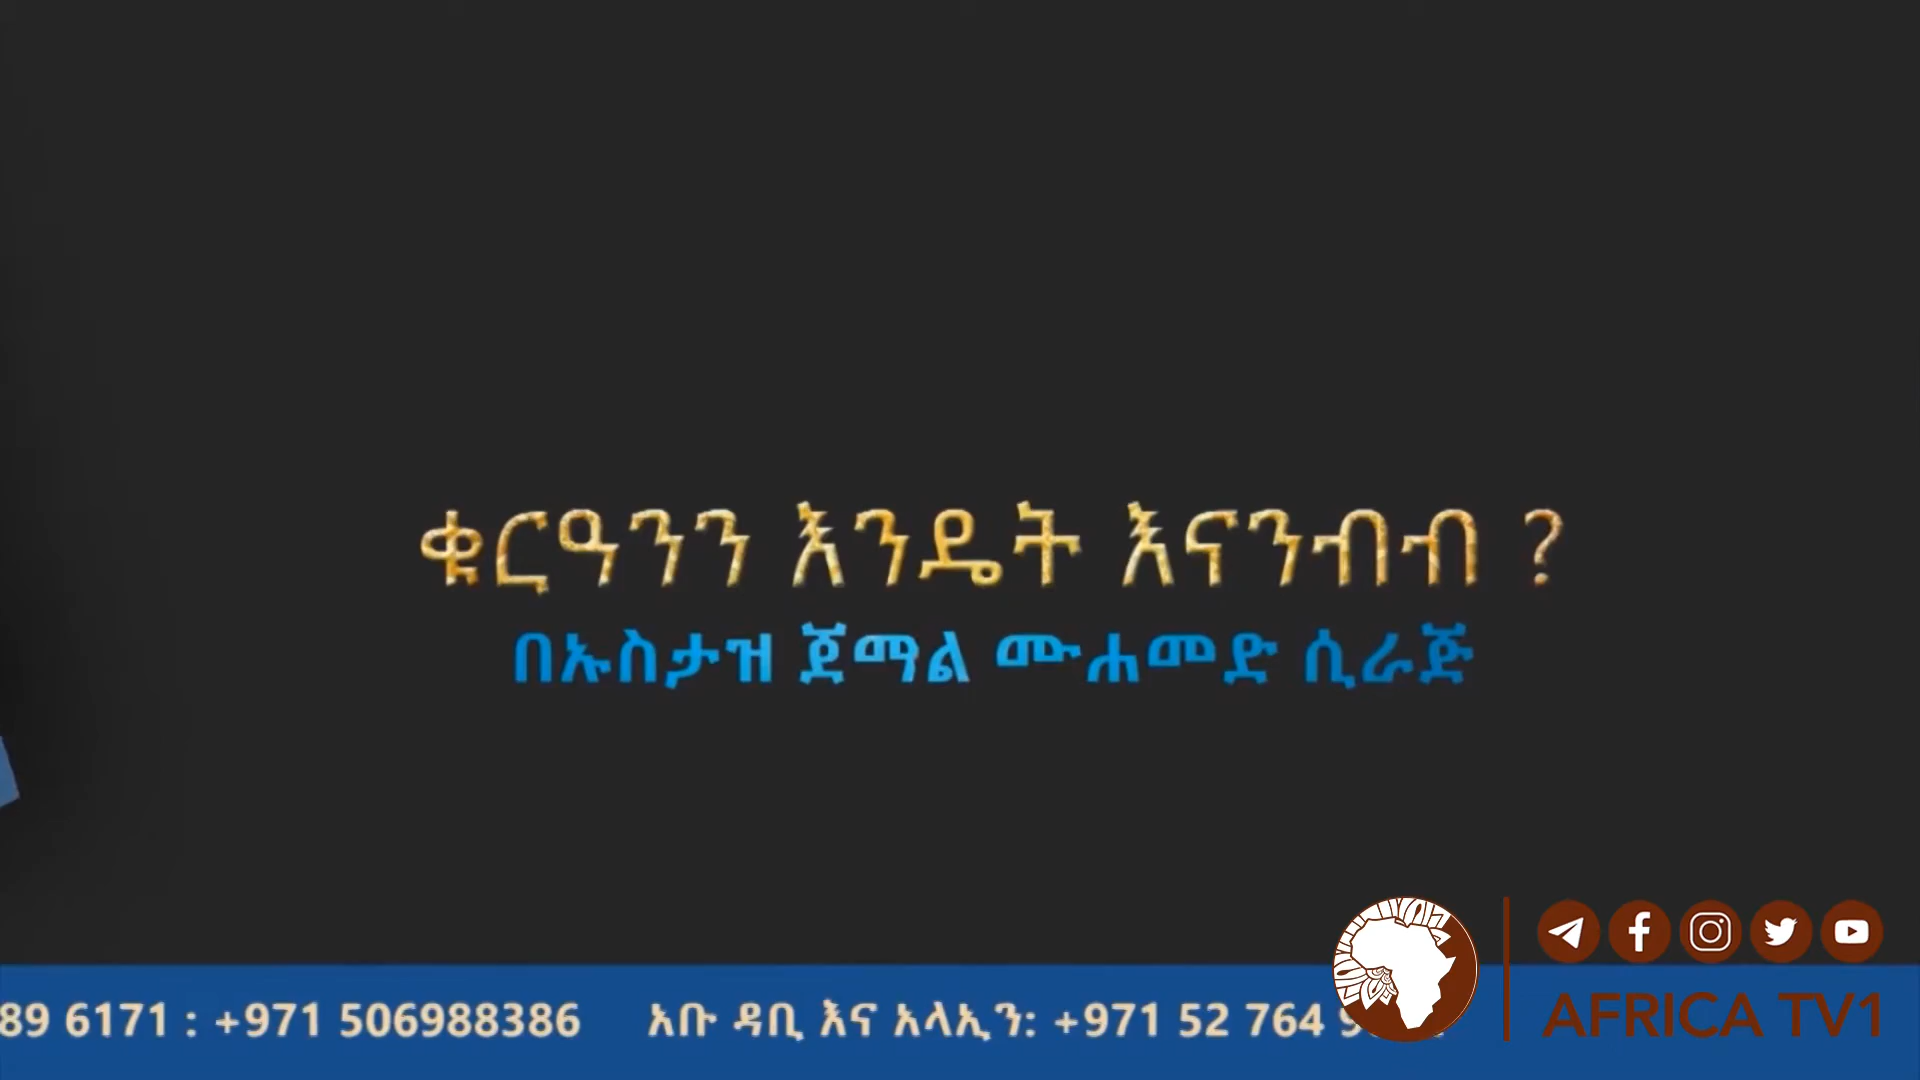 ቁርዓንን እንዴት እናንብብ ?
በኡስታዝ ጀማል ሙሐመድ ሲራጅ
89 6171 : +971 506988386 አቡ ዳቢ እና አላኢን: +971 52 764
AFRICA TV1